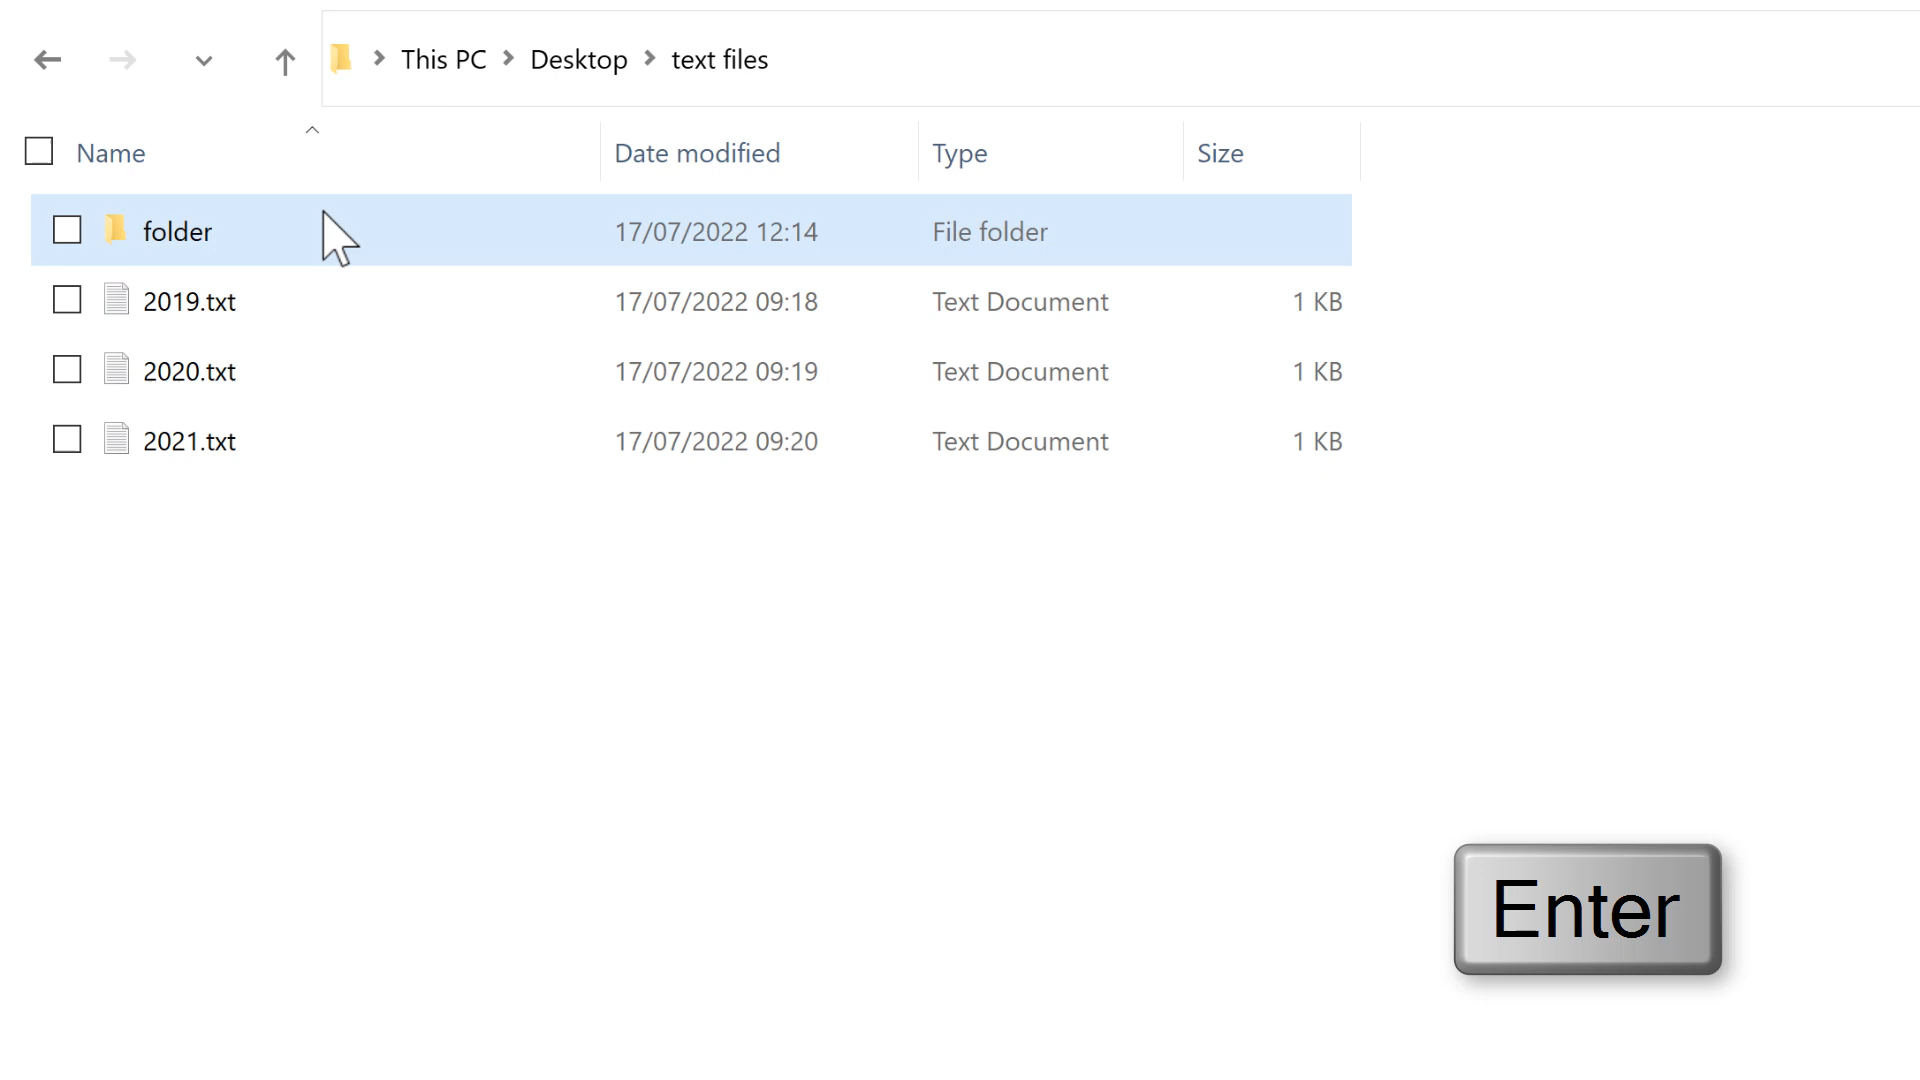 This PC > Desktop > text files
Name Date modified Type Size
folder 17/07/2022 12:14 File folder
2019.txt 17/07/2022 09:18 Text Document 1 KB
2020.txt 17/07/2022 09:19 Text Document 1 KB
2021.txt 17/07/2022 09:20 Text Document 1 KB
Enter